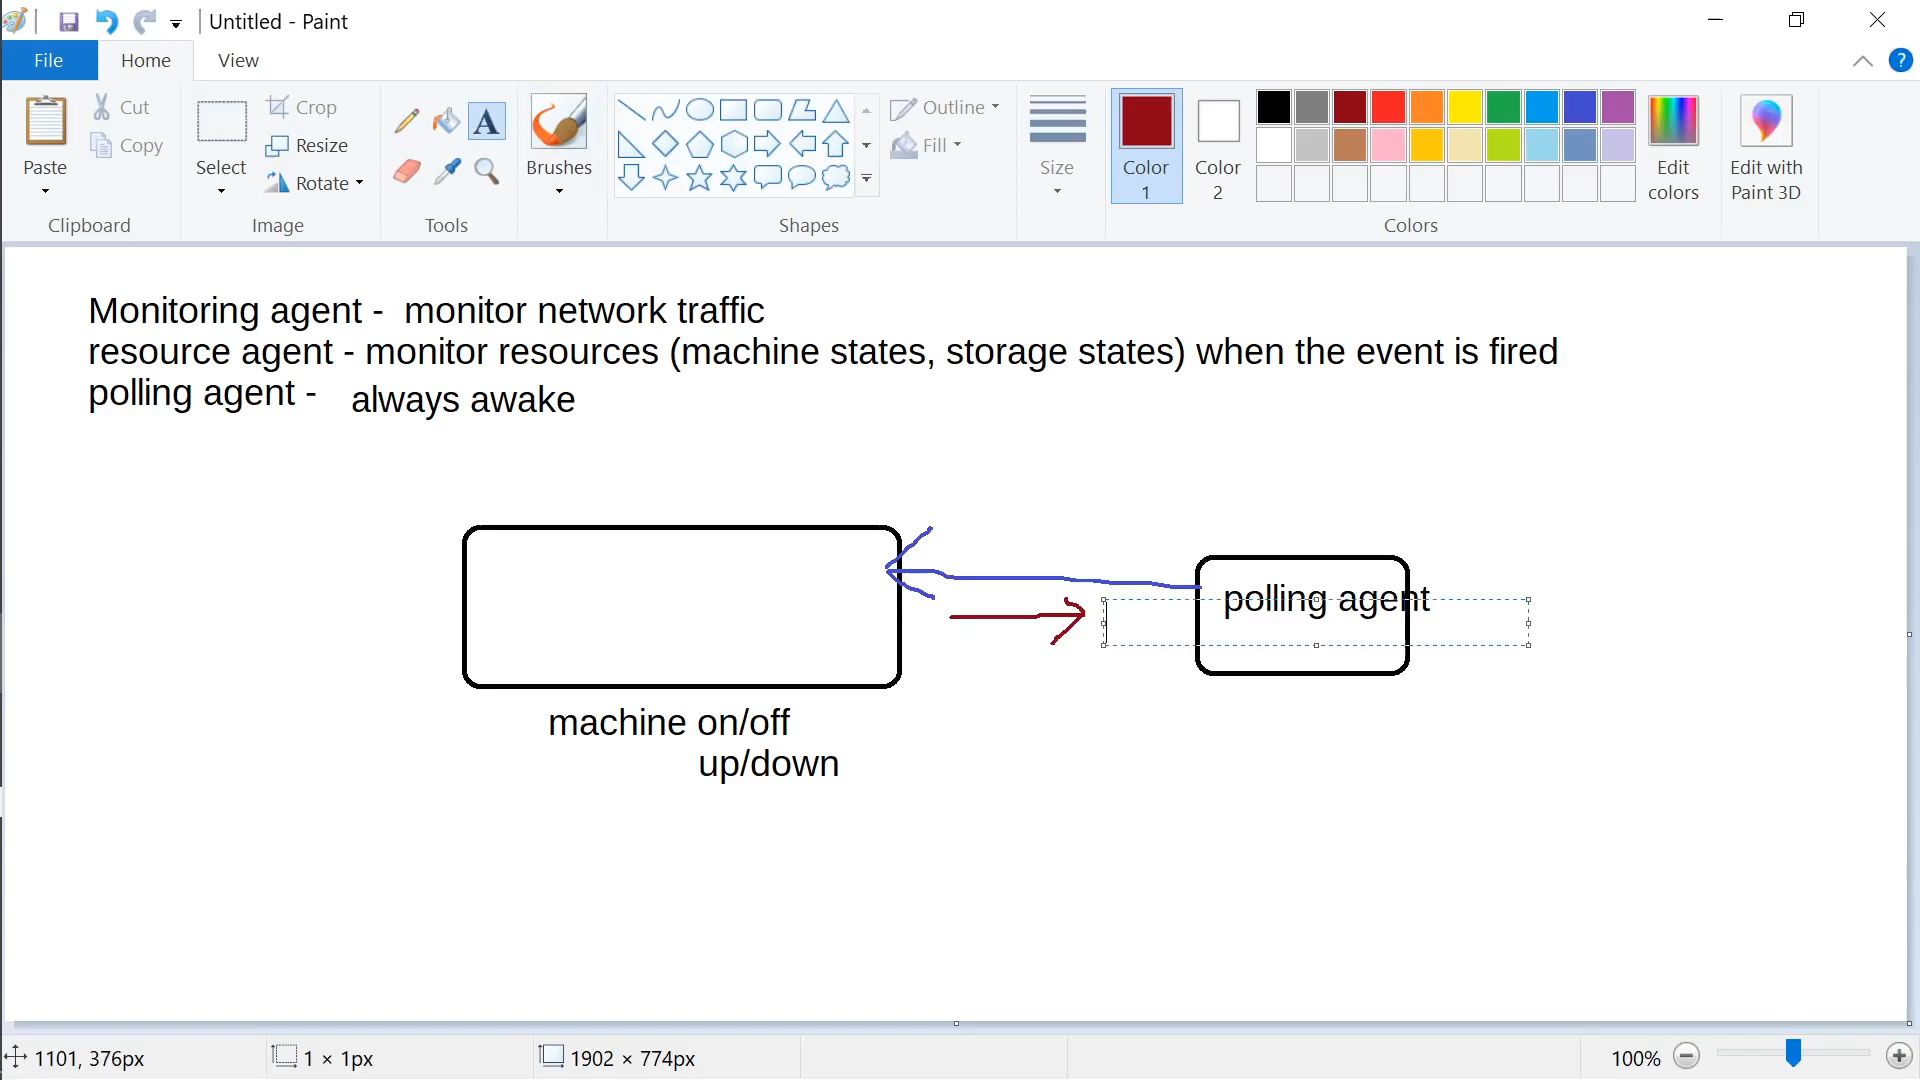 Untitled - Paint
File
Home
View
?
Paste
Cut
Copy
Clipboard
Select
Crop
Resize
Rotate
Image
A
Tools
Brushes
Shapes
Outline
Fill
Size
Color
1
Color
2
Colors
Edit
colors
Edit with
Paint 3D
Monitoring agent - monitor network traffic
resource agent - monitor resources (machine states, storage states) when the event is fired
polling agent - always awake
polling agent
machine on/off
up/down
1101, 376px
1 × 1px
1902 × 774px
100%